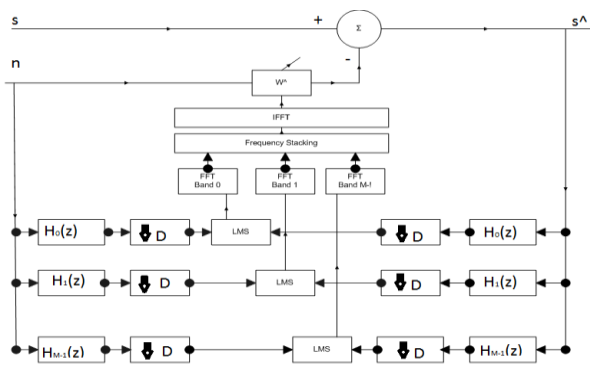 s + Σ s^
n -
W^
IFFT
Frequency Stacking
FFT FFT FFT
Band 0 Band 1 Band M-!
H₀(z) D LMS D H₀(z)
H₁(z) D LMS D H₁(z)
HM-1(z) D LMS D HM-1(z)